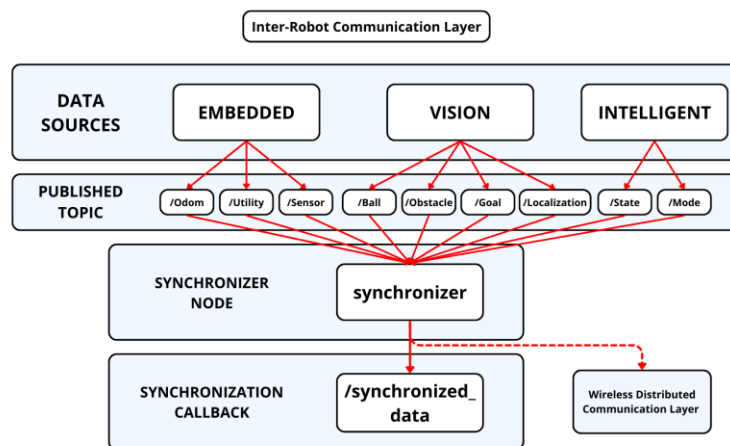 Inter-Robot Communication Layer
DATA
SOURCES
EMBEDDED
VISION
INTELLIGENT
PUBLISHED
TOPIC
/Odom
/Utility
/Sensor
/Ball
/Obstacle
/Goal
/Localization
/State
/Mode
SYNCHRONIZER
NODE
synchronizer
SYNCHRONIZATION
CALLBACK
/synchronized_
data
Wireless Distributed
Communication Layer